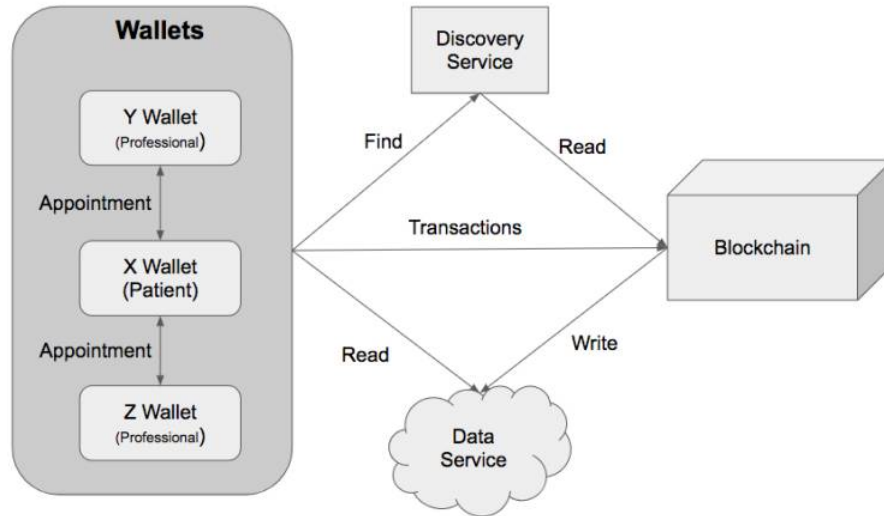 Wallets
Y Wallet
(Professional)
Appointment
X Wallet
(Patient)
Appointment
Z Wallet
(Professional)
Discovery
Service
Find
Read
Transactions
Blockchain
Read
Write
Data
Service